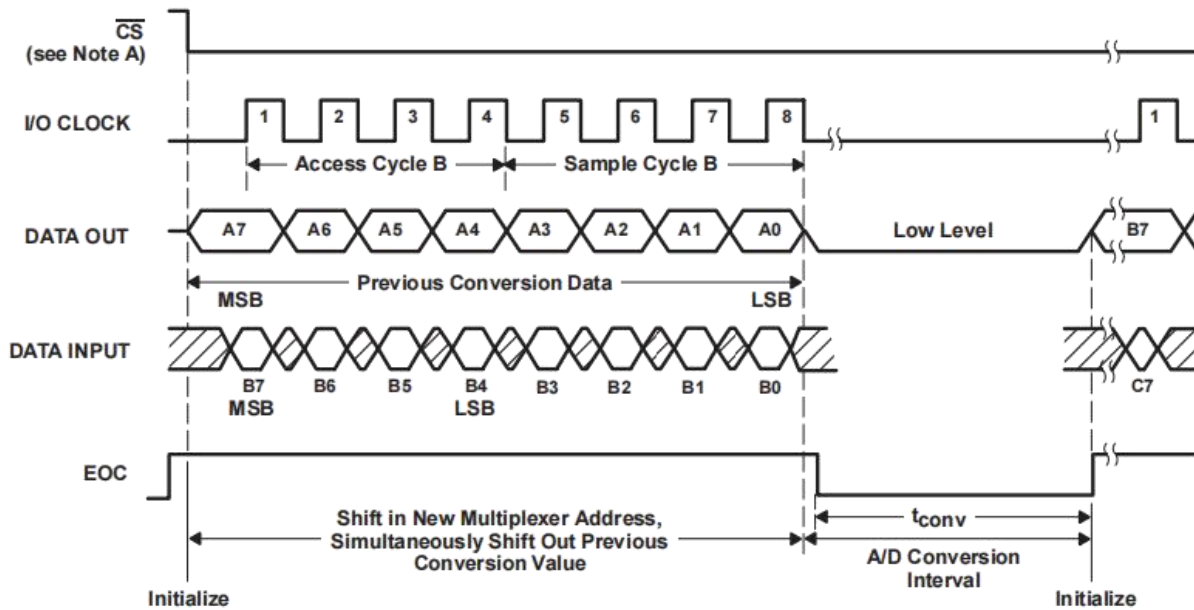 CS
(see Note A)
I/O CLOCK
1 2 3 4 5 6 7 8 1
Access Cycle B Sample Cycle B
DATA OUT
A7 A6 A5 A4 A3 A2 A1 A0 Low Level B7
Previous Conversion Data
MSB LSB
DATA INPUT
B7 B6 B5 B4 B3 B2 B1 B0 C7
MSB LSB
EOC
Shift in New Multiplexer Address,
Simultaneously Shift Out Previous
Conversion Value
tconv
A/D Conversion
Interval
Initialize Initialize